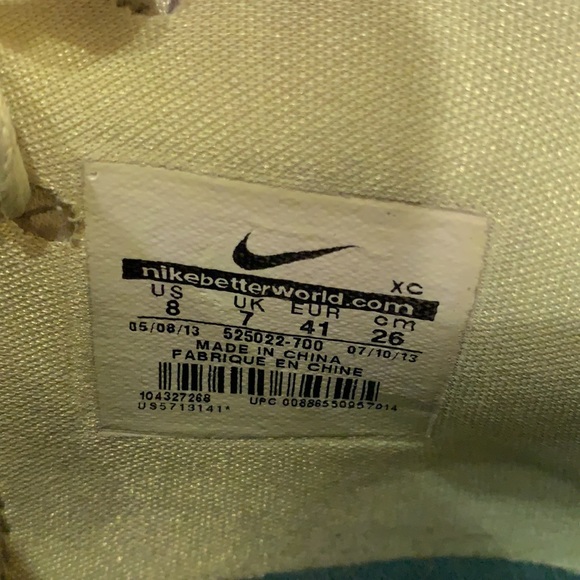 XC
nikebetterworld.com
US UK EUR cm
8 7 41 26
05/08/13 525022-700 07/10/13
MADE IN CHINA
FABRIQUE EN CHINE
104327268 UPC 00886550957014
US5713141*